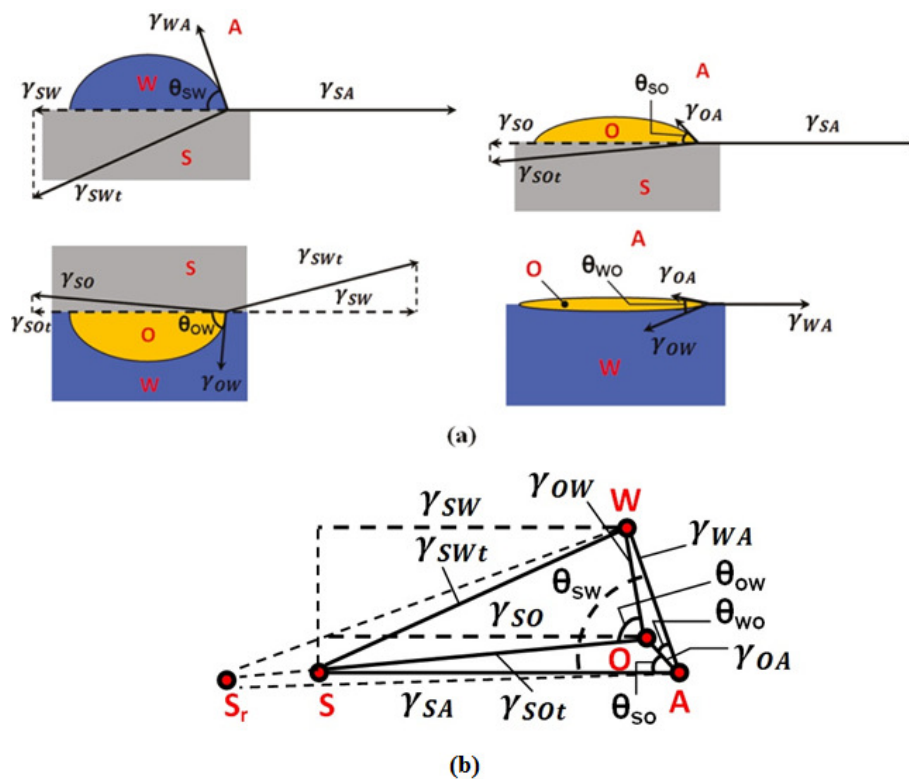 γWA A
γSW W θSW γSA
S
γSWt
A
θSO γOA
γSO O γSA
γSOt S
S γSWt
γSO
γSW
γSOt O θOW
W γOW
A
O θWO γOA
γOW γWA
W
(a)
γOW W
γSW γWA
γSWt
θSW θOW
γSO θWO
O γOA
Sr S A
γSA γSOt θSO
(b)